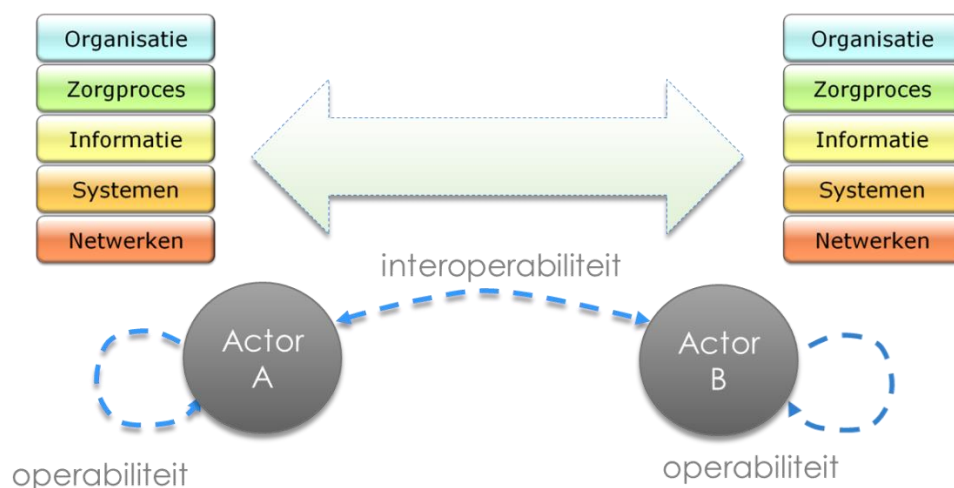 Organisatie
Zorgproces
Informatie
Systemen
Netwerken
Organisatie
Zorgproces
Informatie
Systemen
Netwerken
interoperabiliteit
Actor
A
Actor
B
operabiliteit
operabiliteit